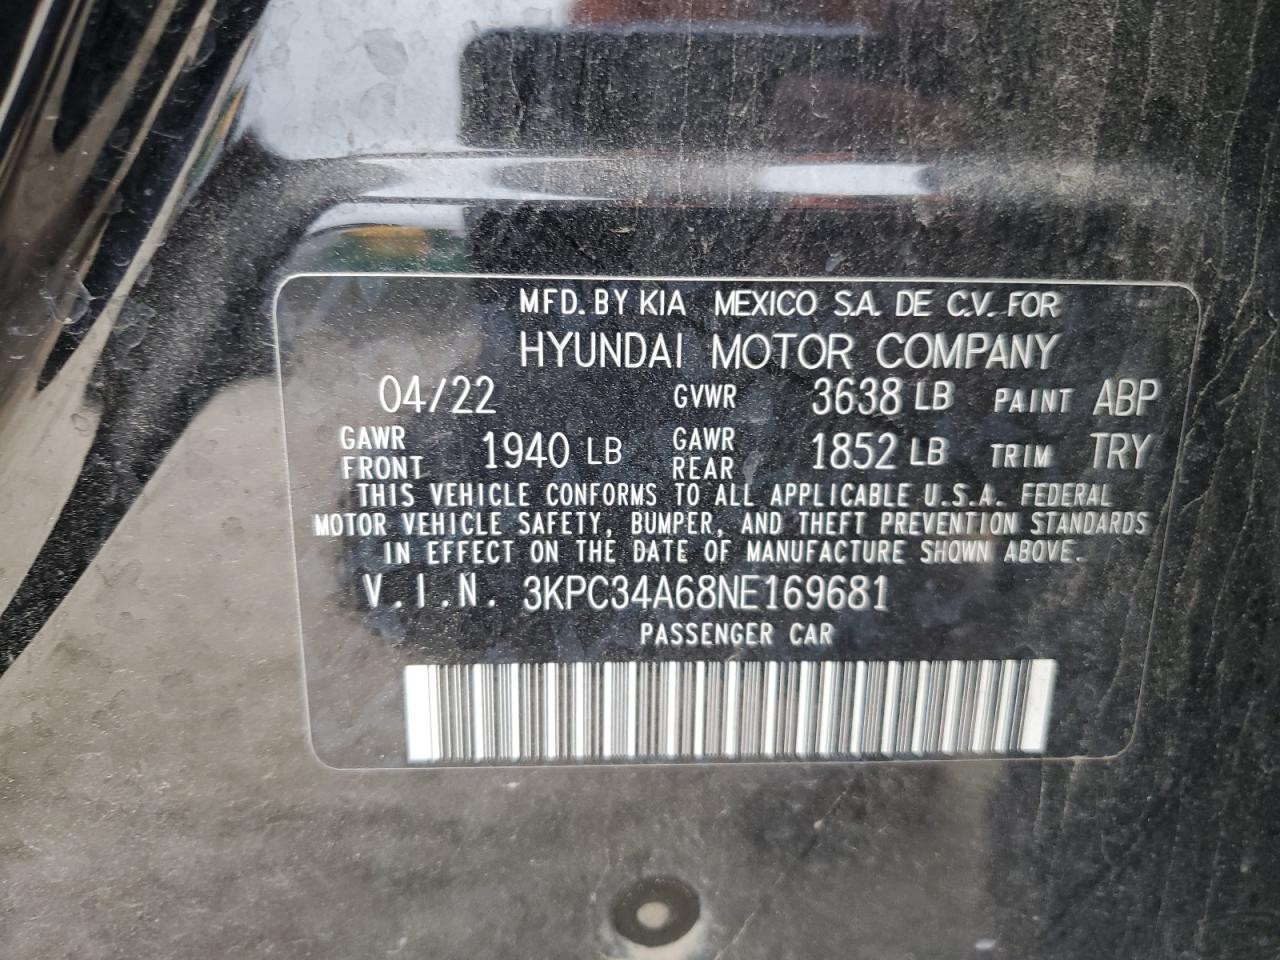 MFD. BY KIA MEXICO S.A. DE C.V. FOR
HYUNDAI MOTOR COMPANY
04/22 GVWR 3638 LB PAINT ABP
GAWR FRONT 1940 LB GAWR REAR 1852 LB TRIM TRY
THIS VEHICLE CONFORMS TO ALL APPLICABLE U.S.A. FEDERAL
MOTOR VEHICLE SAFETY, BUMPER, AND THEFT PREVENTION STANDARDS
IN EFFECT ON THE DATE OF MANUFACTURE SHOWN ABOVE.
V.I.N. 3KPC34A68NE169681
PASSENGER CAR